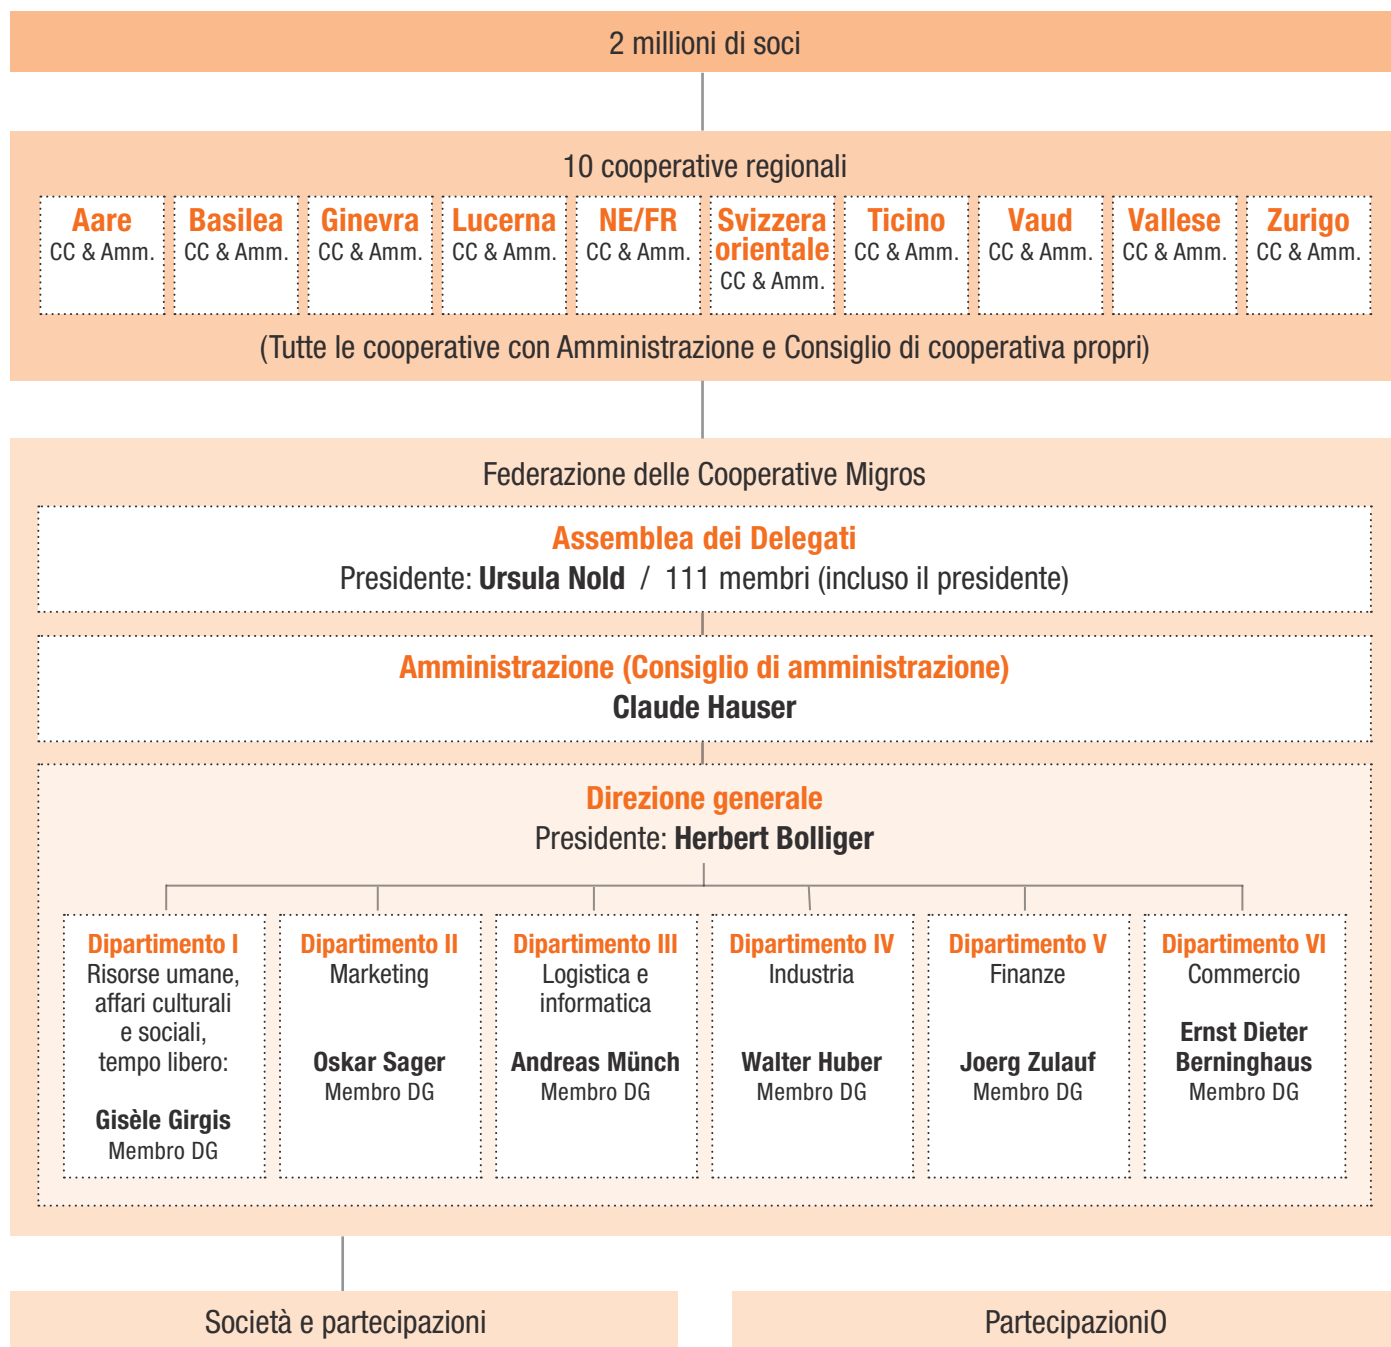 2 millioni di soci
10 cooperative regionali
Aare
CC & Amm.
Basilea
CC & Amm.
Ginevra
CC & Amm.
Lucerna
CC & Amm.
NE/FR
CC & Amm.
Svizzera
orientale
CC & Amm.
Ticino
CC & Amm.
Vaud
CC & Amm.
Vallese
CC & Amm.
Zurigo
CC & Amm.
(Tutte le cooperative con Amministrazione e Consiglio di cooperativa propri)
Federazione delle Cooperative Migros
Assemblea dei Delegati
Presidente: Ursula Nold / 111 membri (incluso il presidente)
Amministrazione (Consiglio di amministrazione)
Claude Hauser
Direzione generale
Presidente: Herbert Bolliger
Dipartimento I
Risorse umane,
affari culturali
e sociali,
tempo libero:
Gisèle Girgis
Membro DG
Dipartimento II
Marketing
Oskar Sager
Membro DG
Dipartimento III
Logistica e
informatica
Andreas Münch
Membro DG
Dipartimento IV
Industria
Walter Huber
Membro DG
Dipartimento V
Finanze
Joerg Zulauf
Membro DG
Dipartimento VI
Commercio
Ernst Dieter
Berninghaus
Membro DG
Società e partecipazioni
PartecipazioniO